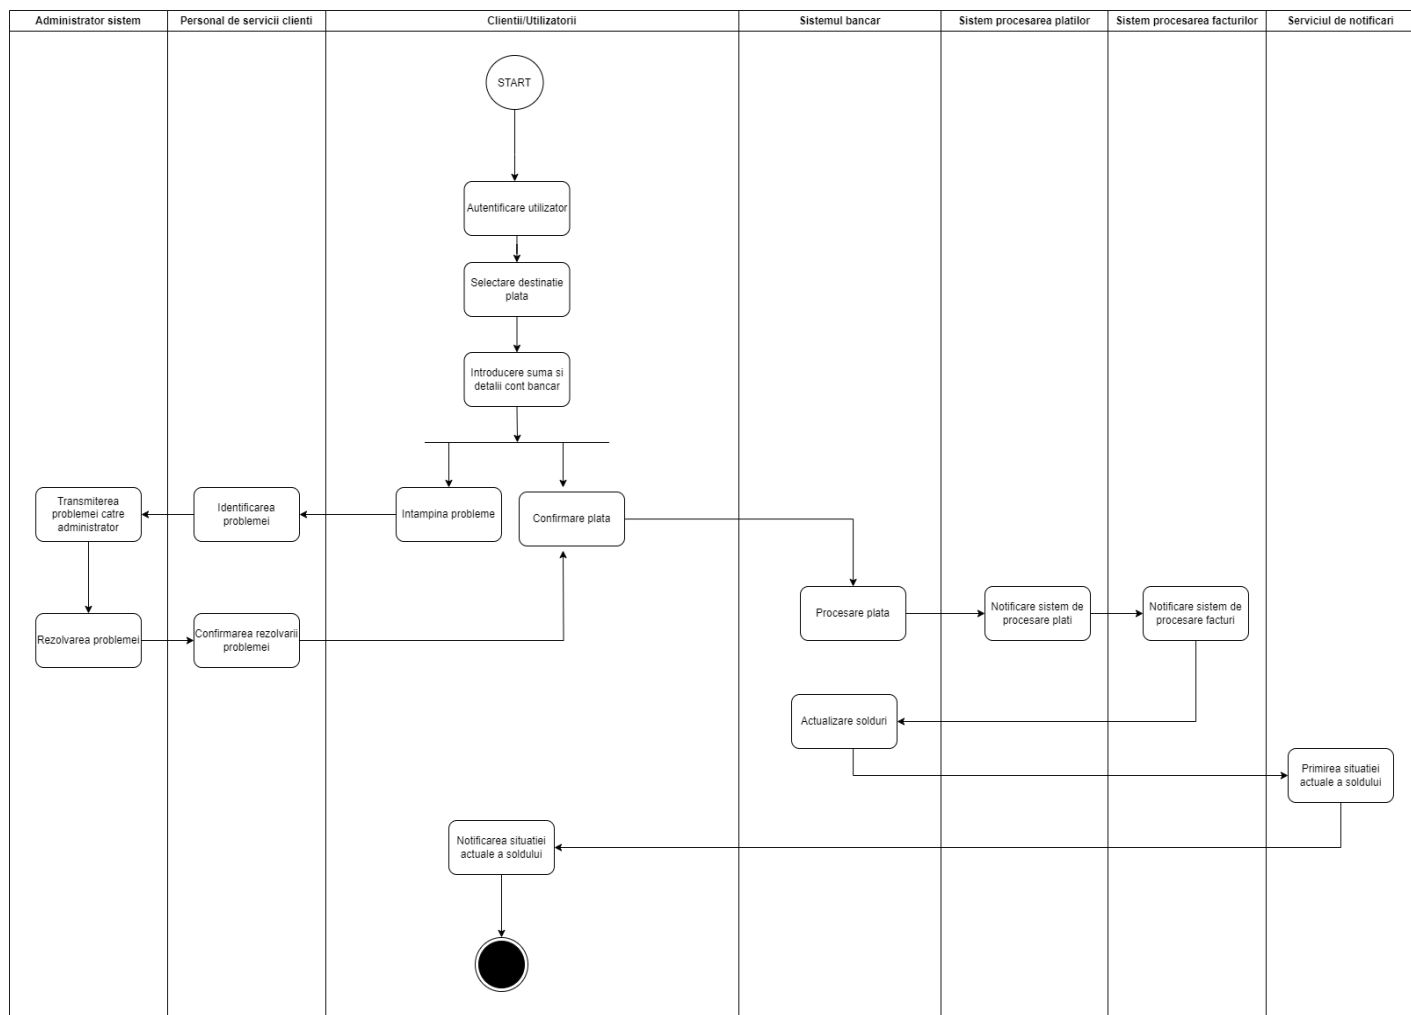 Administrator sistem
Personal de servicii clienti
Clientii/Utilizatorii
Sistemul bancar
Sistem procesarea platilor
Sistem procesarea facturilor
Serviciul de notificari
START
Autentificare utilizator
Selectare destinatie
plata
Introducere suma si
detalii cont bancar
Transmiterea
problemei catre
administrator
Identificarea
problemei
Intampina probleme
Confirmare plata
Rezolvarea problemei
Confirmarea rezolvarii
problemei
Procesare plata
Notificare sistem de
procesare plati
Notificare sistem de
procesare facturi
Actualizare solduri
Primirea situatiei
actuale a soldului
Notificarea situatiei
actuale a soldului